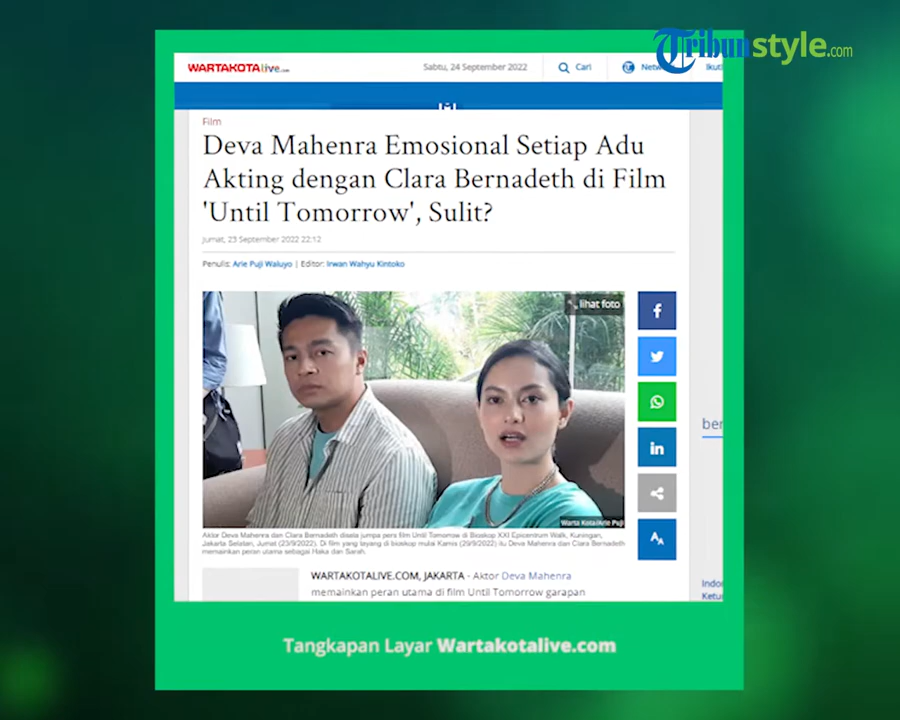 Tribunstyle.com
WARTAKOTAlive.com
Sabtu, 24 September 2022
Cari
Netw
Ikuti
Film
Deva Mahenra Emosional Setiap Adu
Akting dengan Clara Bernadeth di Film
'Until Tomorrow', Sulit?
Jumat, 23 September 2022 22:12
Penulis: Arie Puji Waluyo | Editor: Irwan Wahyu Kintoko
lihat foto
Warta Kota/Arie Puji
Aktor Deva Mahenra dan Clara Bernadeth disela jumpa pers film Until Tomorrow di Bioskop XXI Epicentrum Walk, Kuningan,
Jakarta Selatan, Jumat (23/9/2022). Di film yang tayang di bioskop mulai Kamis (29/9/2022) itu Deva Mahenra dan Clara Bernadeth
memainkan peran utama sebagai Haka dan Sarah.
ber
WARTAKOTALIVE.COM, JAKARTA - Aktor Deva Mahenra
memainkan peran utama di film Until Tomorrow garapan
Indon
Ketua
Tangkapan Layar Wartakotalive.com